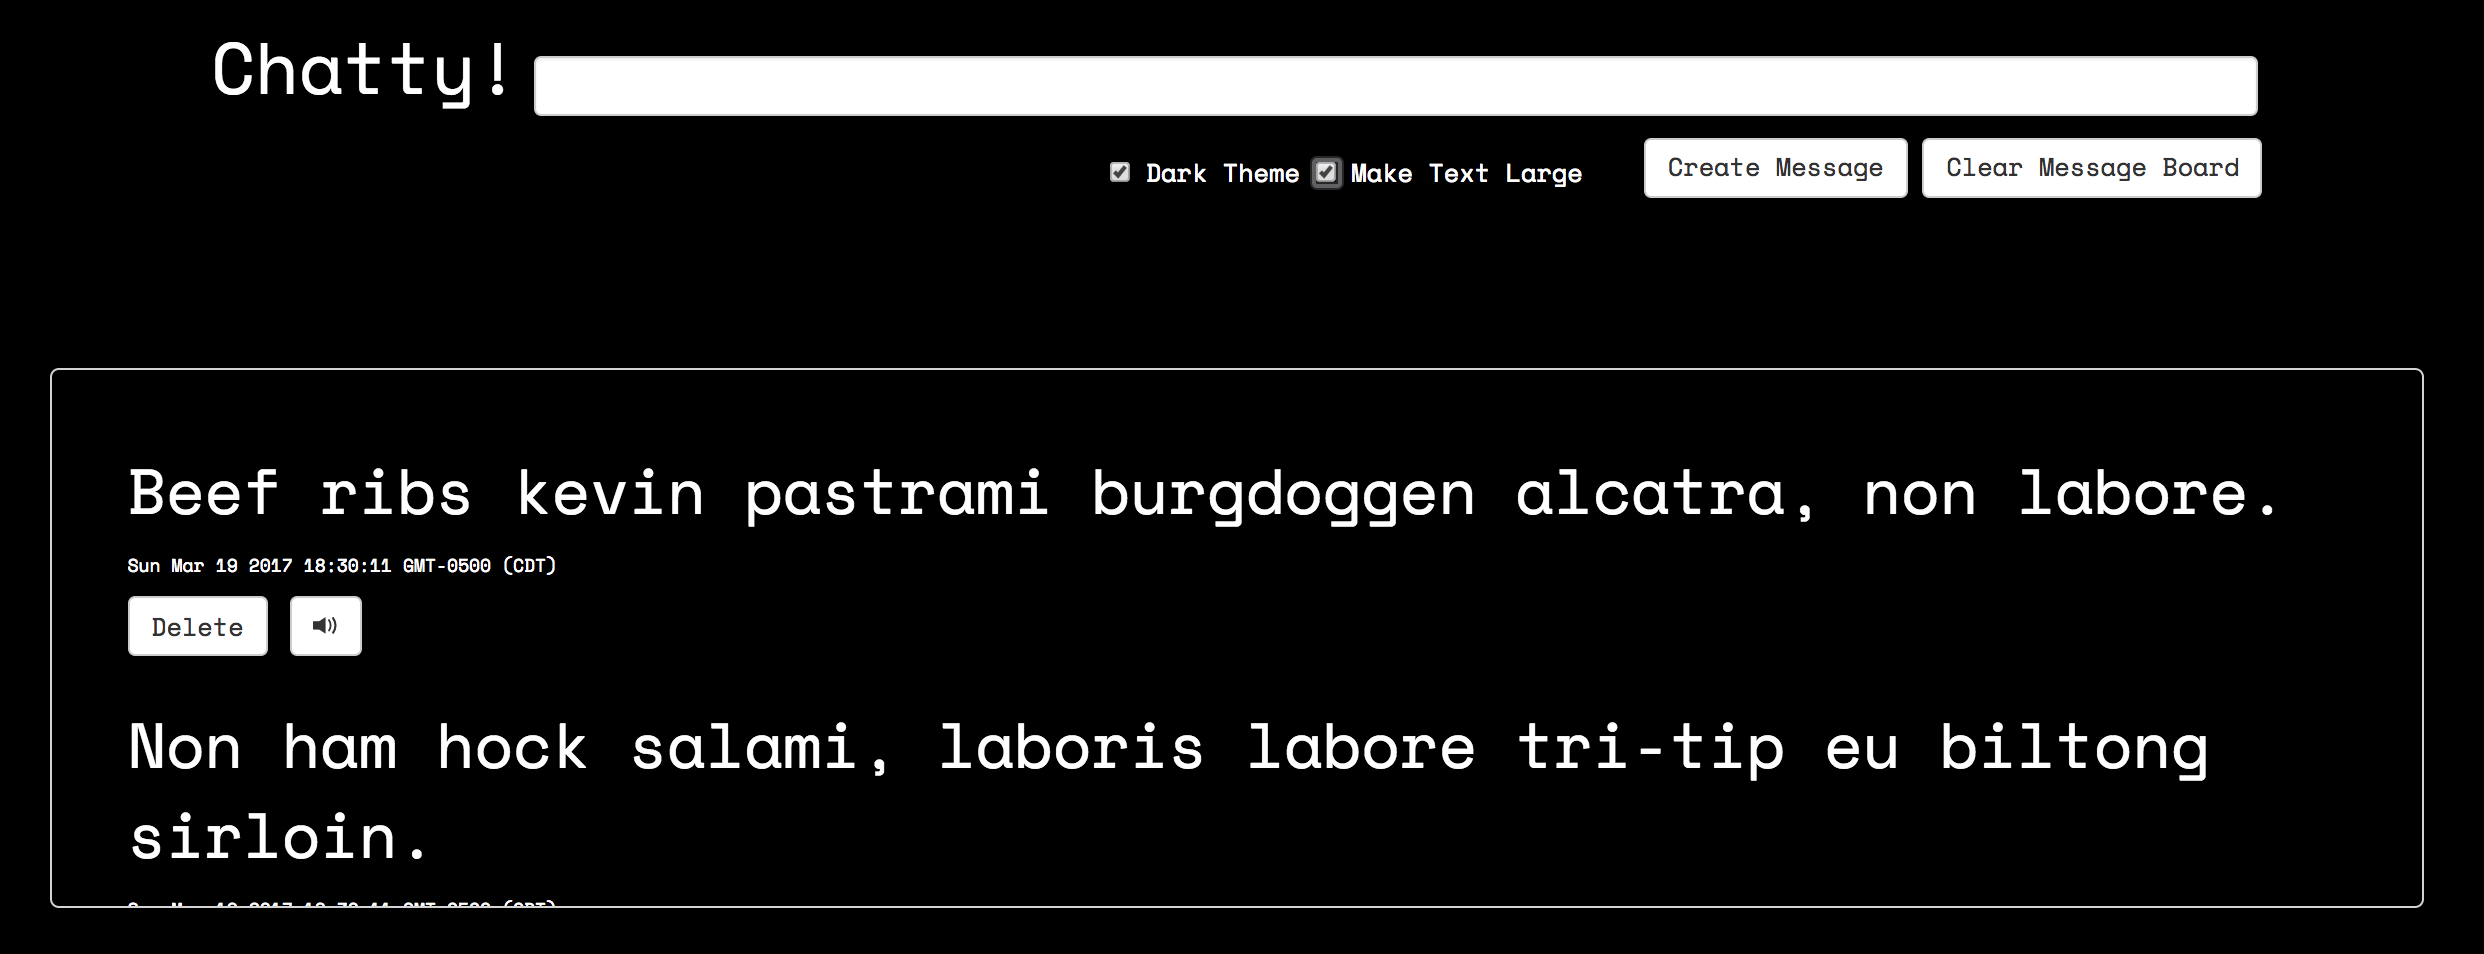 Chatty!
Dark Theme Make Text Large Create Message Clear Message Board
Beef ribs kevin pastrami burgdoggen alcatra, non labore.
Sun Mar 19 2017 18:30:11 GMT-0500 (CDT)
Delete
Non ham hock salami, laboris labore tri-tip eu biltong
sirloin.